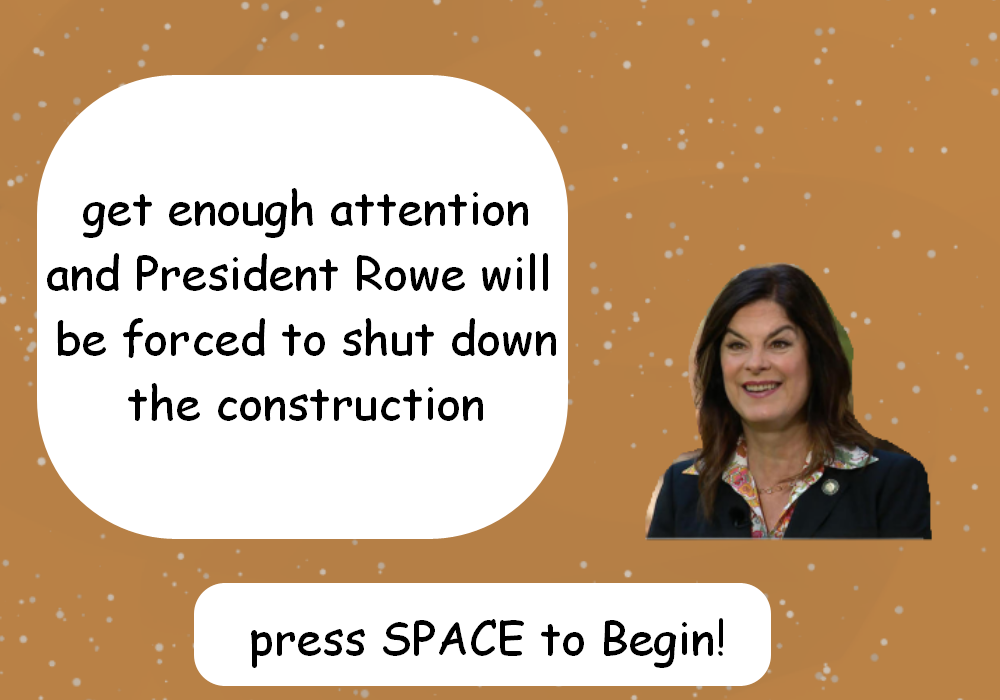 get enough attention
and President Rowe will
be forced to shut down
the construction
press SPACE to Begin!